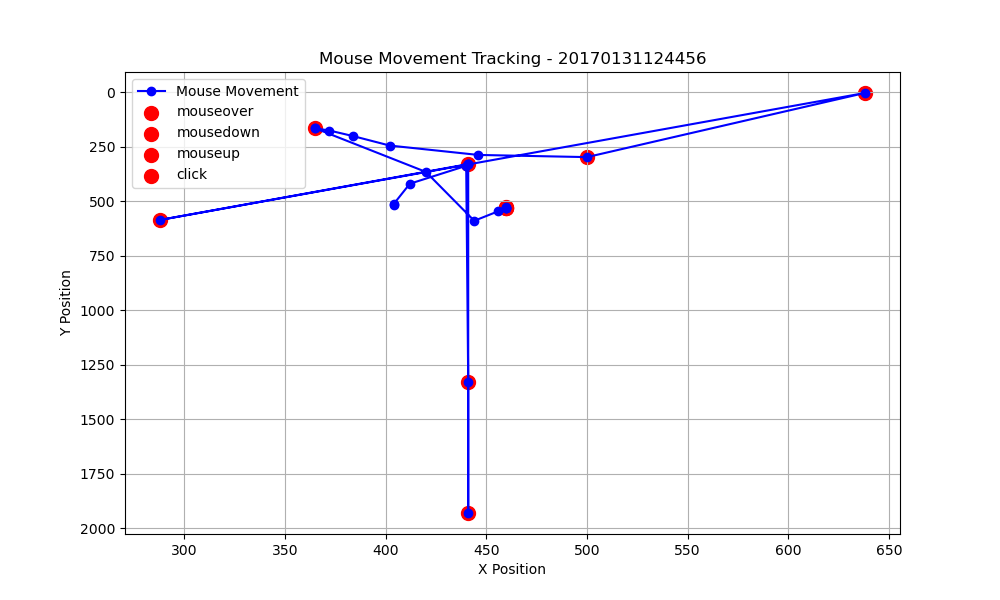 Mouse Movement Tracking - 20170131124456
Mouse Movement
mouseover
mousedown
mouseup
click
0
250
500
750
1000
1250
1500
1750
2000
Y Position
300
350
400
450
500
550
600
650
X Position